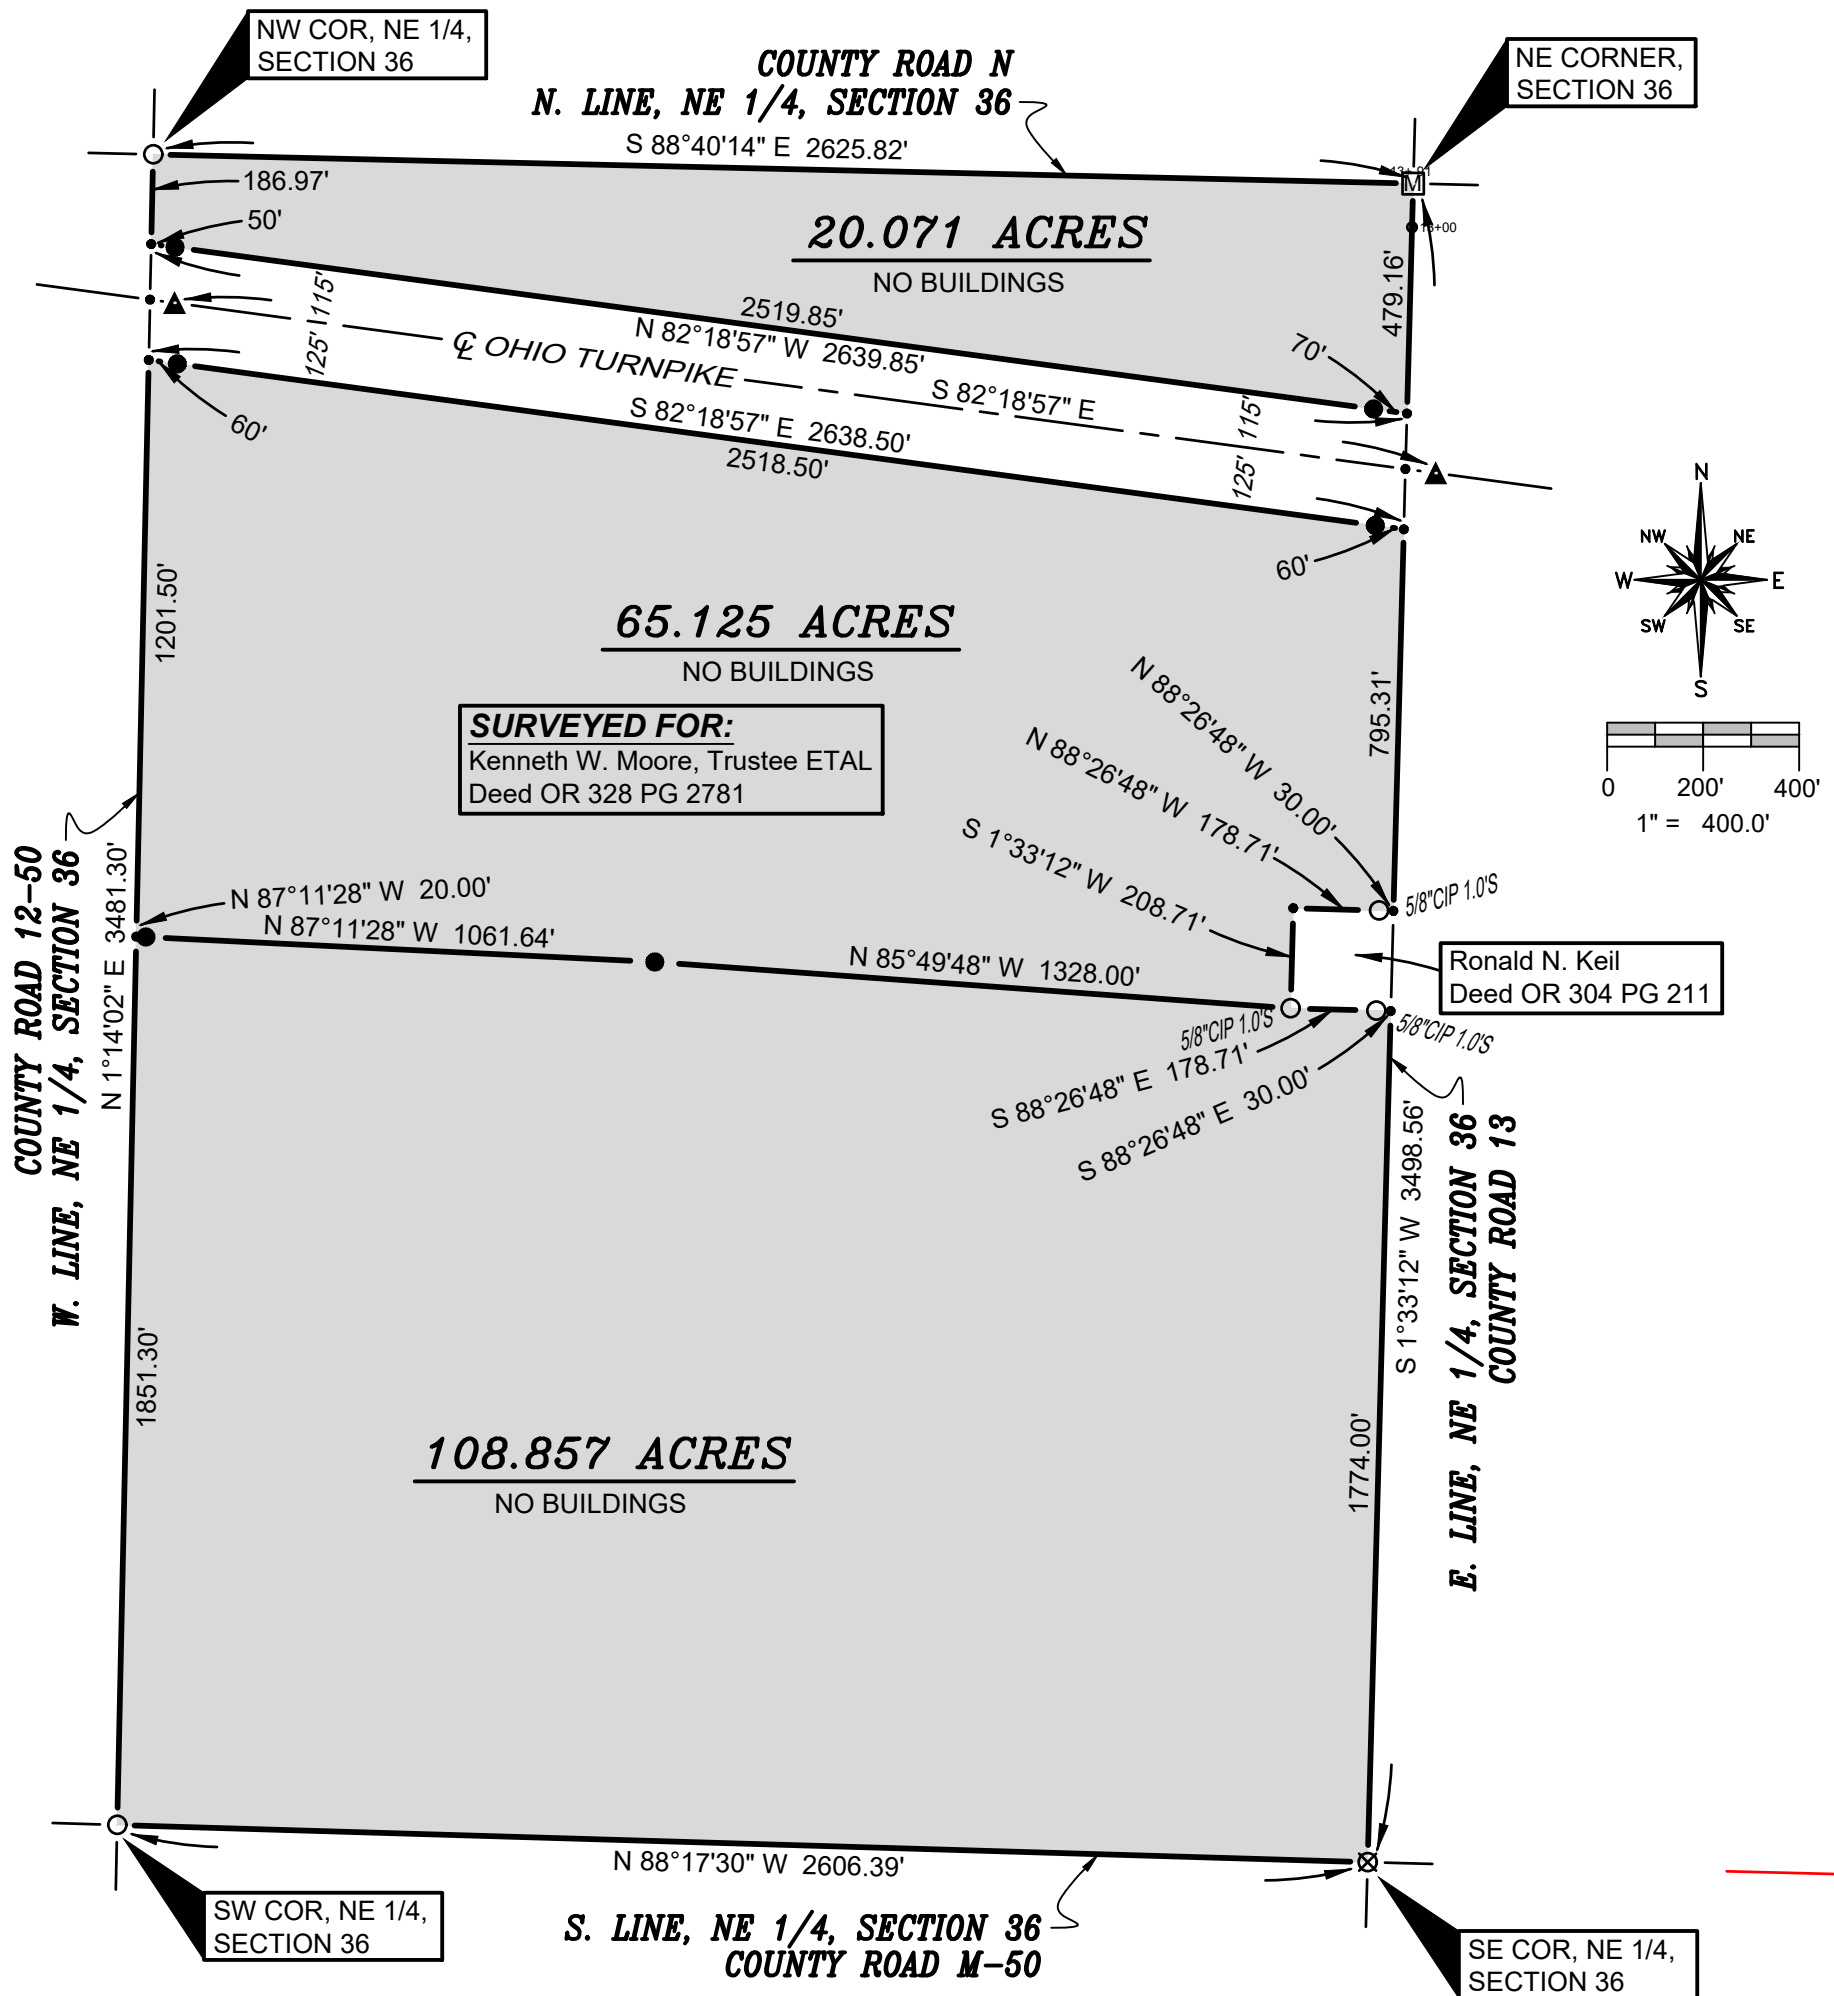 NW COR, NE 1/4,
SECTION 36
COUNTY ROAD N
N. LINE, NE 1/4, SECTION 36
S 88°40'14" E 2625.82'
NE CORNER,
SECTION 36
M
13+00
186.97'
50'
20.071 ACRES
NO BUILDINGS
479.16'
125' 115'
2519.85'
N 82°18'57" W 2639.85'
℄ OHIO TURNPIKE
S 82°18'57" E
70'
60'
S 82°18'57" E 2638.50'
2518.50'
125' 115'
60'
N
NW NE
W E
SW SE
S
1201.50'
65.125 ACRES
NO BUILDINGS
795.31'
0 200' 400'
1" = 400.0'
SURVEYED FOR:
Kenneth W. Moore, Trustee ETAL
Deed OR 328 PG 2781
N 88°26'48" W 30.00'
N 88°26'48" W 178.71'
S 1°33'12" W 208.71'
COUNTY ROAD 12-50
W. LINE, NE 1/4, SECTION 36
N 1°14'02" E 3481.30'
N 87°11'28" W 20.00'
N 87°11'28" W 1061.64'
N 85°49'48" W 1328.00'
5/8"CIP 1.0'S
Ronald N. Keil
Deed OR 304 PG 211
5/8"CIP 1.0'S
5/8"CIP 1.0'S
S 88°26'48" E 178.71'
S 88°26'48" E 30.00'
S 1°33'12" W 3498.56'
E. LINE, NE 1/4, SECTION 36
COUNTY ROAD 13
1851.30'
1774.00'
108.857 ACRES
NO BUILDINGS
N 88°17'30" W 2606.39'
SW COR, NE 1/4,
SECTION 36
S. LINE, NE 1/4, SECTION 36
COUNTY ROAD M-50
SE COR, NE 1/4,
SECTION 36